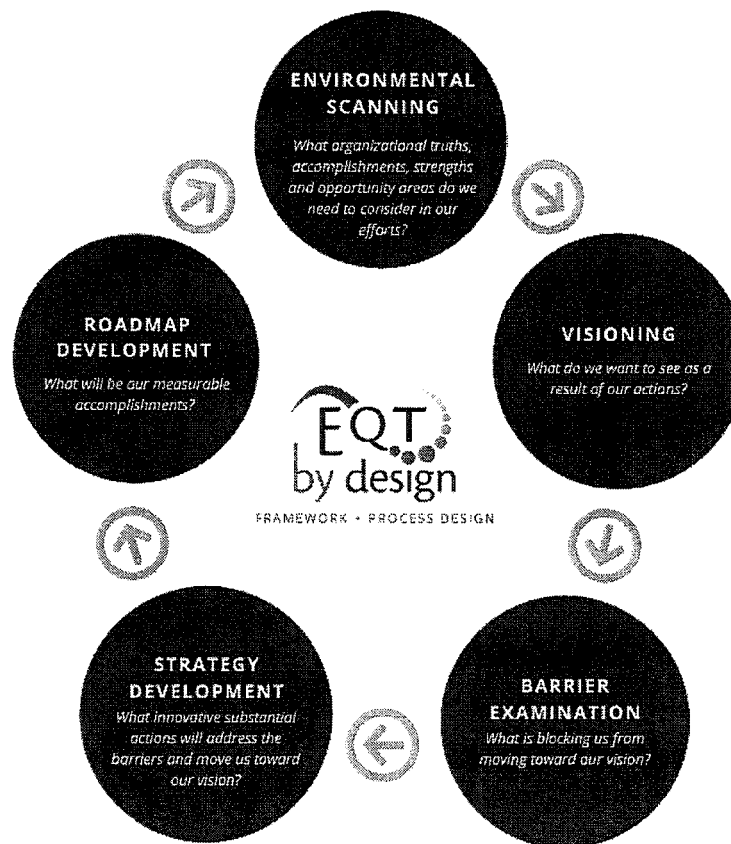 ENVIRONMENTAL
SCANNING
What organizational truths,
accomplishments, strengths
and opportunity areas do we
need to consider in our
efforts?
VISIONING
What do we want to see as a
result of our actions?
BARRIER
EXAMINATION
What is blocking us from
moving toward our vision?
STRATEGY
DEVELOPMENT
What innovative substantial
actions will address the
barriers and move us toward
our vision?
ROADMAP
DEVELOPMENT
What will be our measurable
accomplishments?
EQT
by design
FRAMEWORK + PROCESS DESIGN